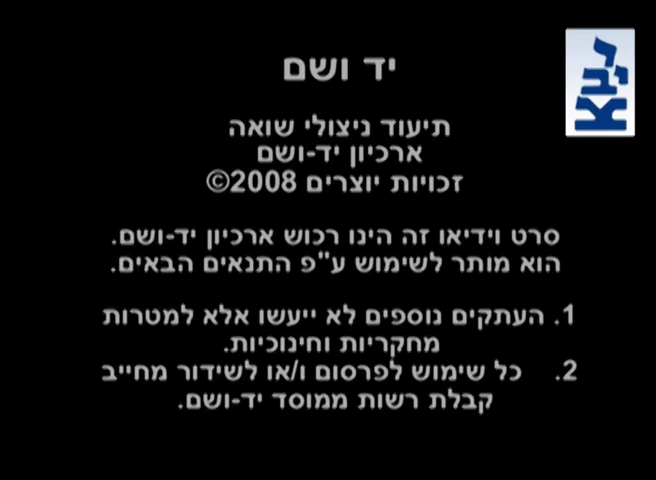 יד ושם
תיעוד ניצולי שואה
ארכיון יד-ושם
זכויות יוצרים 2008©
סרט וידיאו זה הינו רכוש ארכיון יד-ושם.
הוא מותר לשימוש ע"פ התנאים הבאים.
1. העתקים נוספים לא ייעשו אלא למטרות
מחקריות וחינוכיות.
2. כל שימוש לפרסום ו/או לשידור מחייב
קבלת רשות ממוסד יד-ושם.